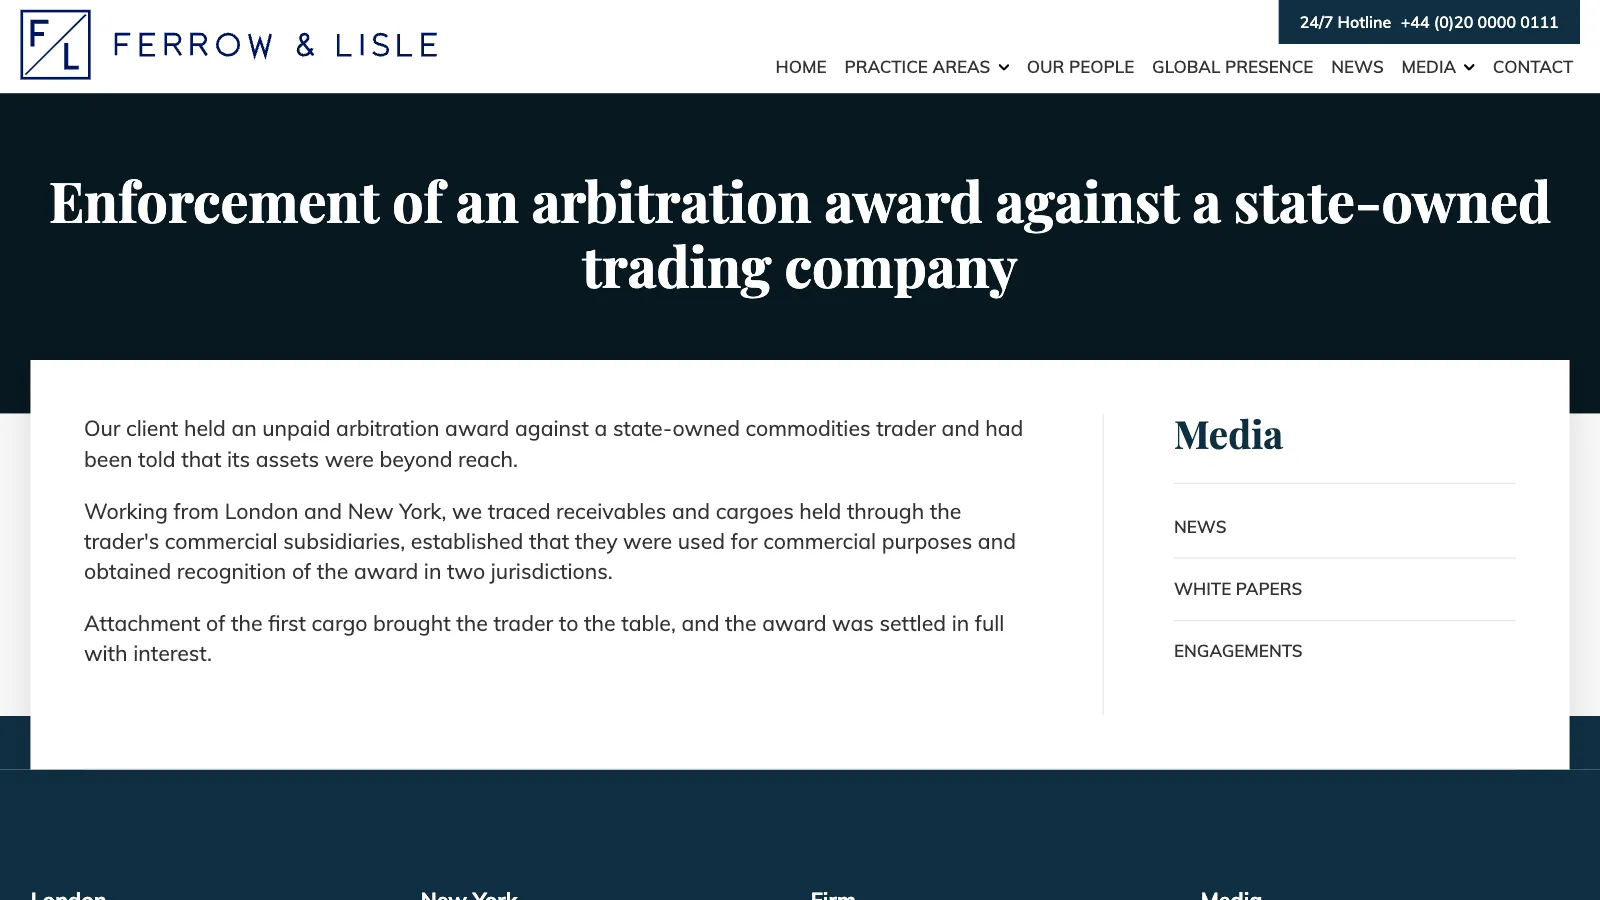 F L FERROW & LISLE
24/7 Hotline +44 (0)20 0000 0111
HOME PRACTICE AREAS OUR PEOPLE GLOBAL PRESENCE NEWS MEDIA CONTACT
Enforcement of an arbitration award against a state-owned
trading company
Our client held an unpaid arbitration award against a state-owned commodities trader and had
been told that its assets were beyond reach.
Working from London and New York, we traced receivables and cargoes held through the
trader's commercial subsidiaries, established that they were used for commercial purposes and
obtained recognition of the award in two jurisdictions.
Attachment of the first cargo brought the trader to the table, and the award was settled in full
with interest.
Media
NEWS
WHITE PAPERS
ENGAGEMENTS
London New York Firm Media